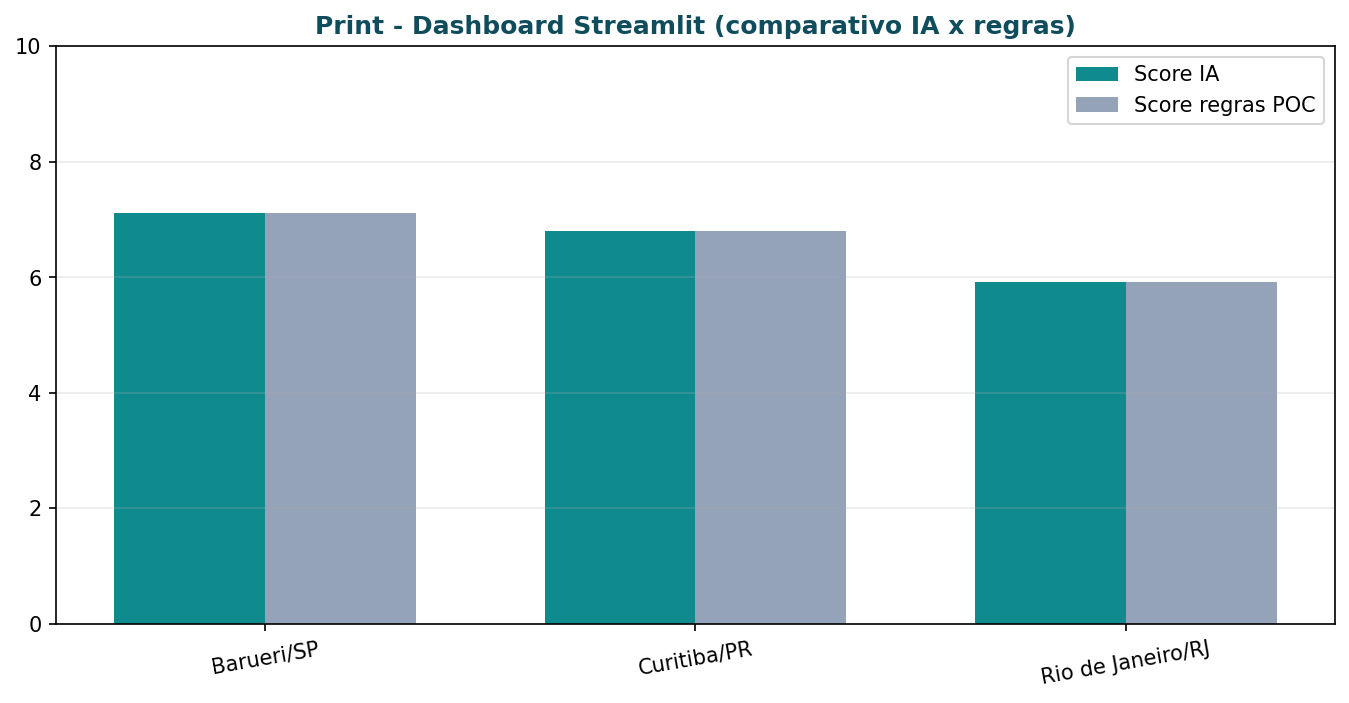 Print - Dashboard Streamlit (comparativo IA x regras)
Score IA
Score regras POC
10
8
6
4
2
0
Barueri/SP
Curitiba/PR
Rio de Janeiro/RJ